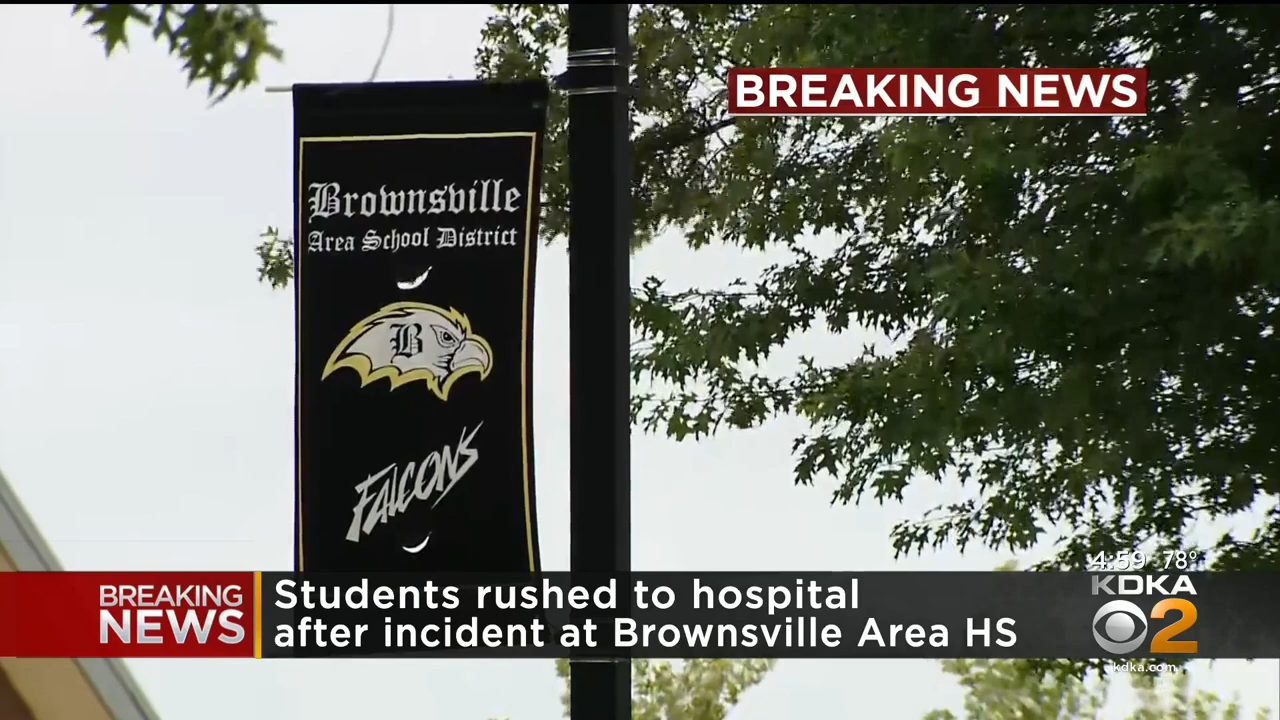 BREAKING NEWS
Brownsville
Area School District
B
FALCONS
4:59 78°
KDKA
2
kdka.com
BREAKING
NEWS
Students rushed to hospital
after incident at Brownsville Area HS